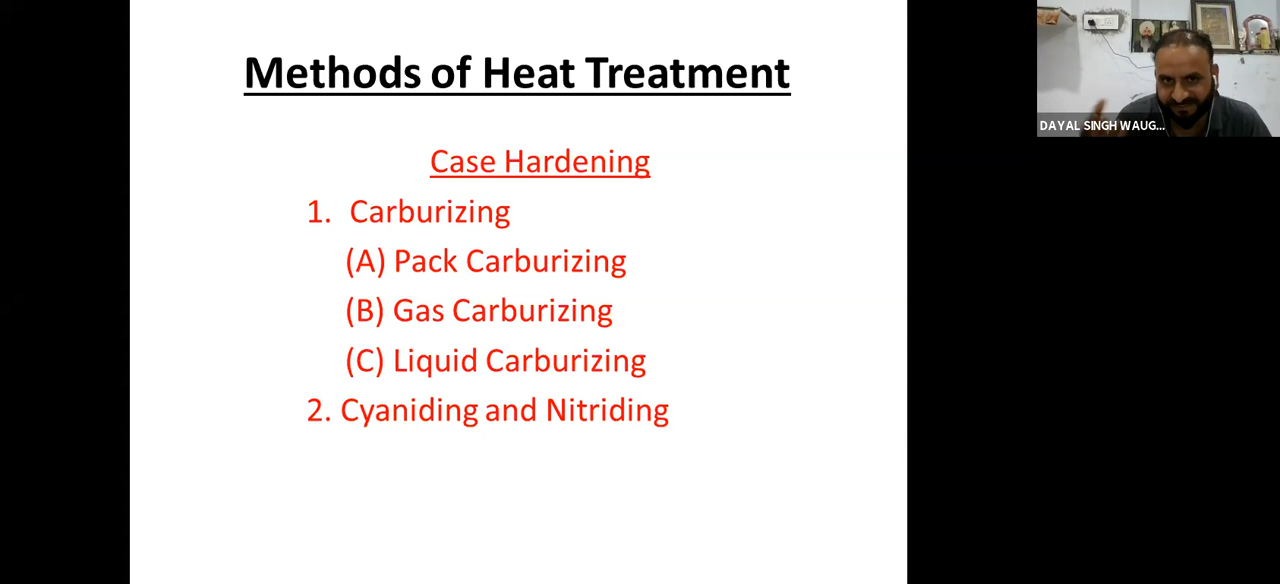 Methods of Heat Treatment
Case Hardening
1. Carburizing
(A) Pack Carburizing
(B) Gas Carburizing
(C) Liquid Carburizing
2. Cyaniding and Nitriding
DAYAL SINGH WAUG...